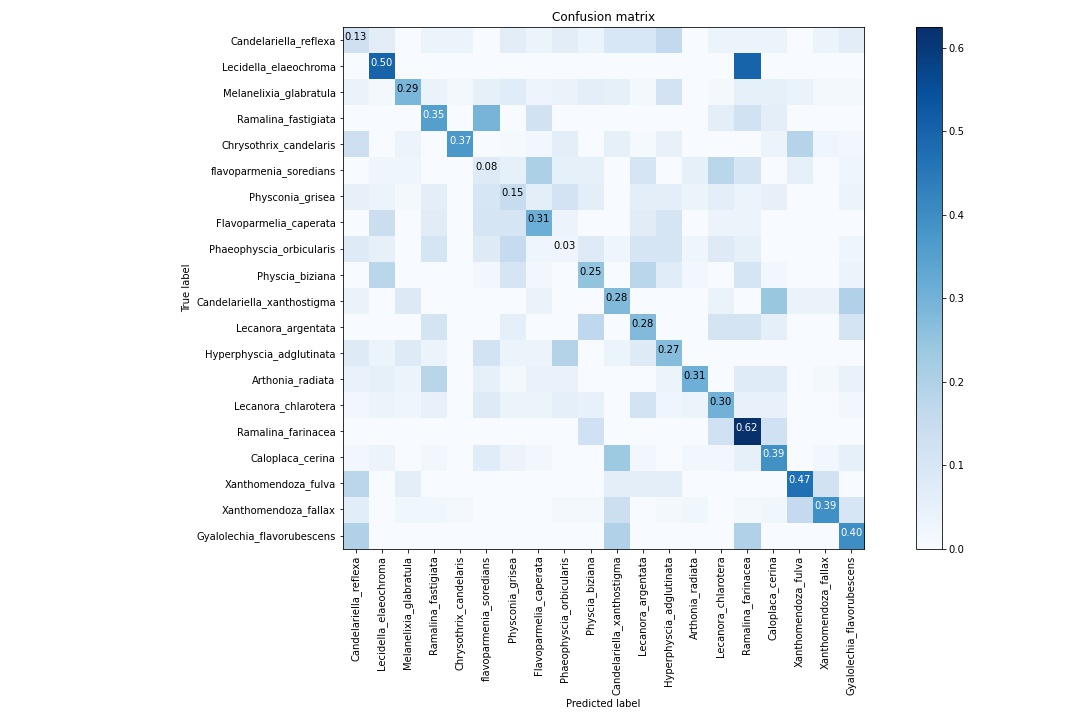 Confusion matrix
Candelariella_reflexa
Lecidella_elaeochroma
Melanelixia_glabratula
Ramalina_fastigiata
Chrysothrix_candelaris
flavoparmenia_soredians
Physconia_grisea
Flavoparmelia_caperata
Phaeophyscia_orbicularis
Physcia_biziana
Candelariella_xanthostigma
Lecanora_argentata
Hyperphyscia_adglutinata
Arthonia_radiata
Lecanora_chlarotera
Ramalina_farinacea
Caloplaca_cerina
Xanthomendoza_fulva
Xanthomendoza_fallax
Gyalolechia_flavorubescens
True label
0.13
0.50
0.29
0.35
0.37
0.08
0.15
0.31
0.03
0.25
0.28
0.28
0.27
0.31
0.30
0.62
0.39
0.47
0.39
0.40
Candelariella_reflexa
Lecidella_elaeochroma
Melanelixia_glabratula
Ramalina_fastigiata
Chrysothrix_candelaris
flavoparmenia_soredians
Physconia_grisea
Flavoparmelia_caperata
Phaeophyscia_orbicularis
Physcia_biziana
Candelariella_xanthostigma
Lecanora_argentata
Hyperphyscia_adglutinata
Arthonia_radiata
Lecanora_chlarotera
Ramalina_farinacea
Caloplaca_cerina
Xanthomendoza_fulva
Xanthomendoza_fallax
Gyalolechia_flavorubescens
Predicted label
0.6
0.5
0.4
0.3
0.2
0.1
0.0